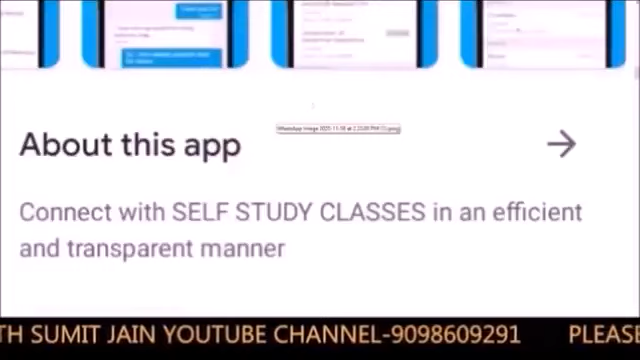 About this app
Connect with SELF STUDY CLASSES in an efficient
and transparent manner
TH SUMIT JAIN YOUTUBE CHANNEL-9098609291 PLEASE